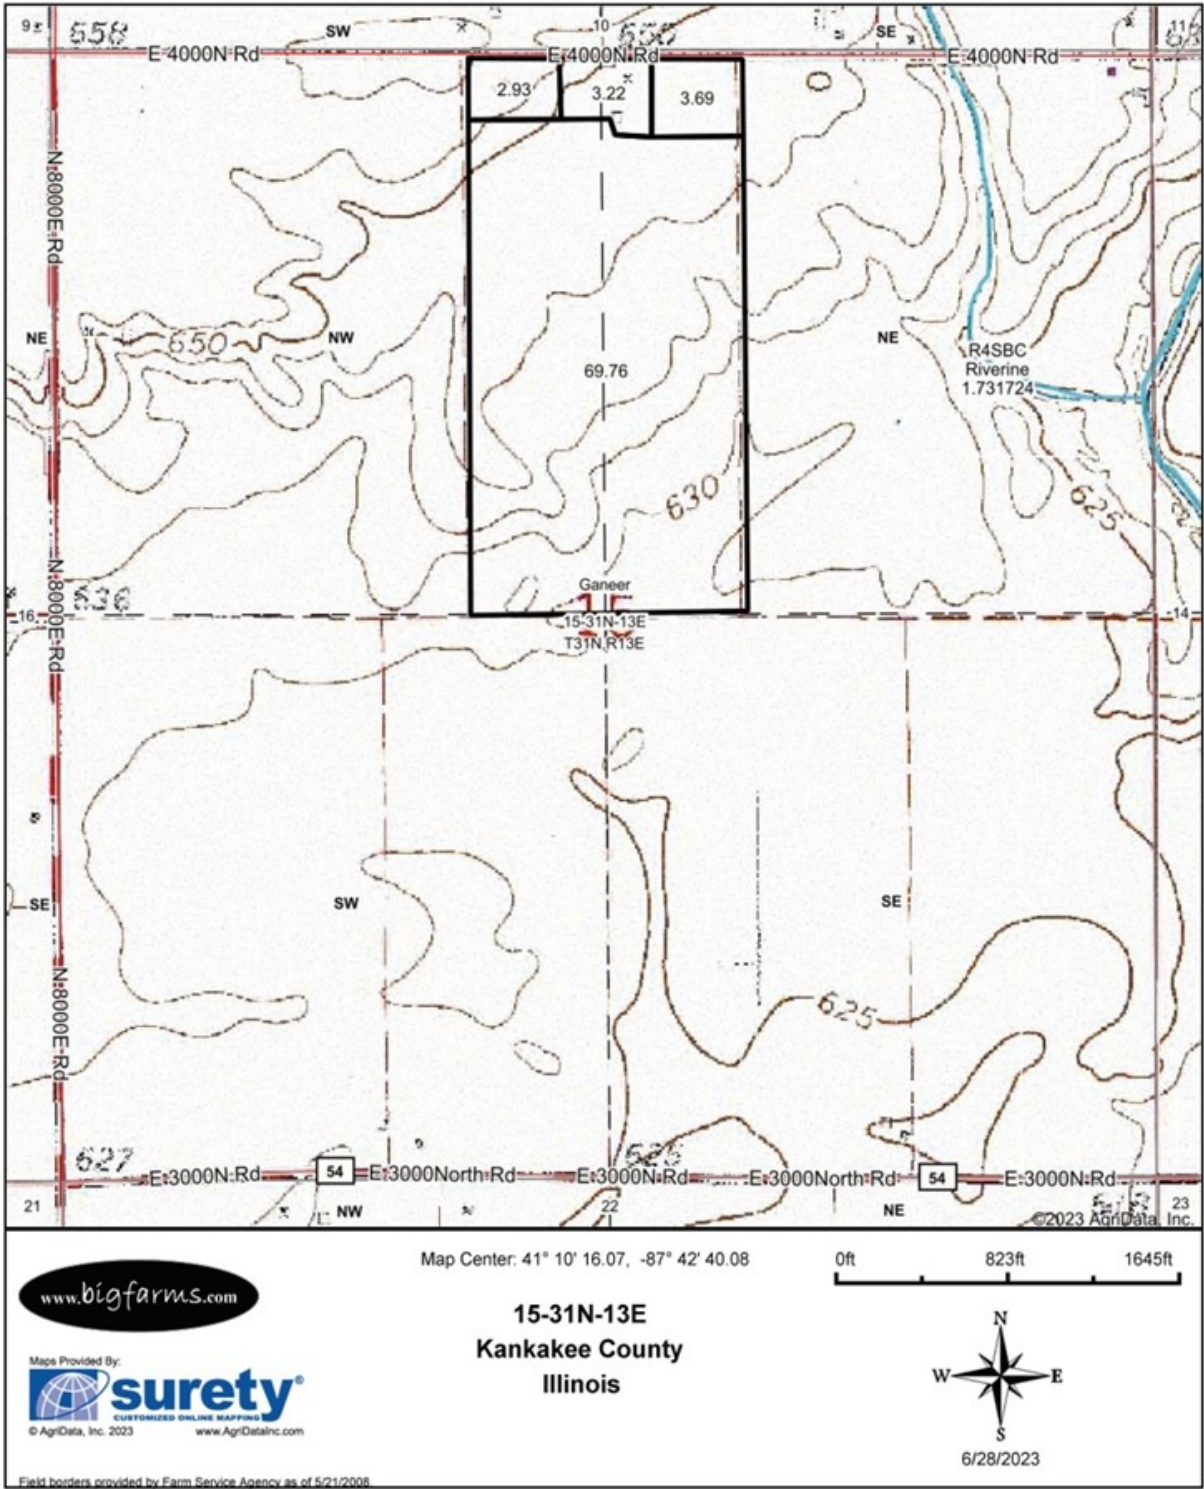 9
658
SW
10
660
SE
11
E 4000N Rd
E 4000N Rd
E 4000N Rd
2.93
3.22
3.69
N 8000E Rd
NE
650
NW
NE
R4SBC
Riverine
1.731724
69.76
630
625
N 8000E Rd
Ganeer
15
16
15-31N-13E
14
T31N R13E
SE
SW
SE
N 8000E Rd
625
627
E 3000N Rd
54
E 3000North Rd
E 3000N Rd
E 3000North Rd
54
E 3000N Rd
21
NW
22
NE
23
©2023 AgriData, Inc.
Map Center: 41° 10' 16.07, -87° 42' 40.08
0ft 823ft 1645ft
www.bigfarms.com
15-31N-13E
Kankakee County
Illinois
N
W E
S
6/28/2023
Maps Provided By:
surety®
CUSTOMIZED ONLINE MAPPING
© AgriData, Inc. 2023 www.AgriDataInc.com
Field borders provided by Farm Service Agency as of 5/21/2008.